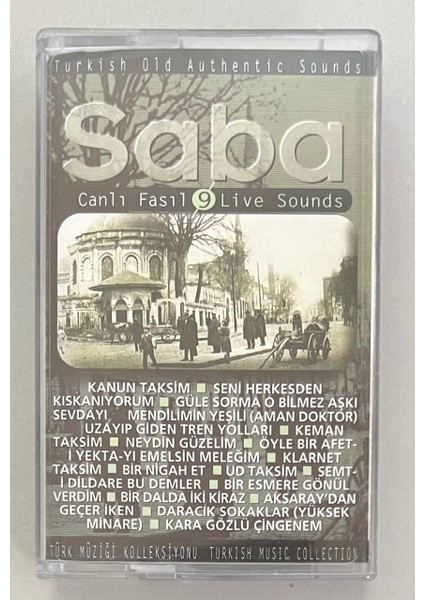 Turkish Old Authentic Sounds
Saba
Canlı Fasıl 9 Live Sounds
KANUN TAKSİM ■ SENİ HERKESDEN
KISKANIYORUM ■ GÜLE SORMA O BİLMEZ AŞKI
SEVDAYI MENDİLİMİN YEŞİLİ (AMAN DOKTOR)
UZAYIP GİDEN TREN YOLLARI ■ KEMAN
TAKSİM ■ NEYDİN GÜZELİM ■ ÖYLE BİR AFET-
İ YEKTA-YI EMELSİN MELEĞİM ■ KLARNET
TAKSİM ■ BİR NİGAH ET ■ UD TAKSİM ■ SEMT-
İ DİLDARE BU DEMLER ■ BİR ESMERE GÖNÜL
VERDİM ■ BİR DALDA İKİ KİRAZ ■ AKSARAY'DAN
GEÇER İKEN ■ DARACIK SOKAKLAR (YÜKSEK
MİNARE) ■ KARA GÖZLÜ ÇİNGENEM
TÜRK MÜZİĞİ KOLLEKSİYONU TURKISH MUSIC COLLECTION